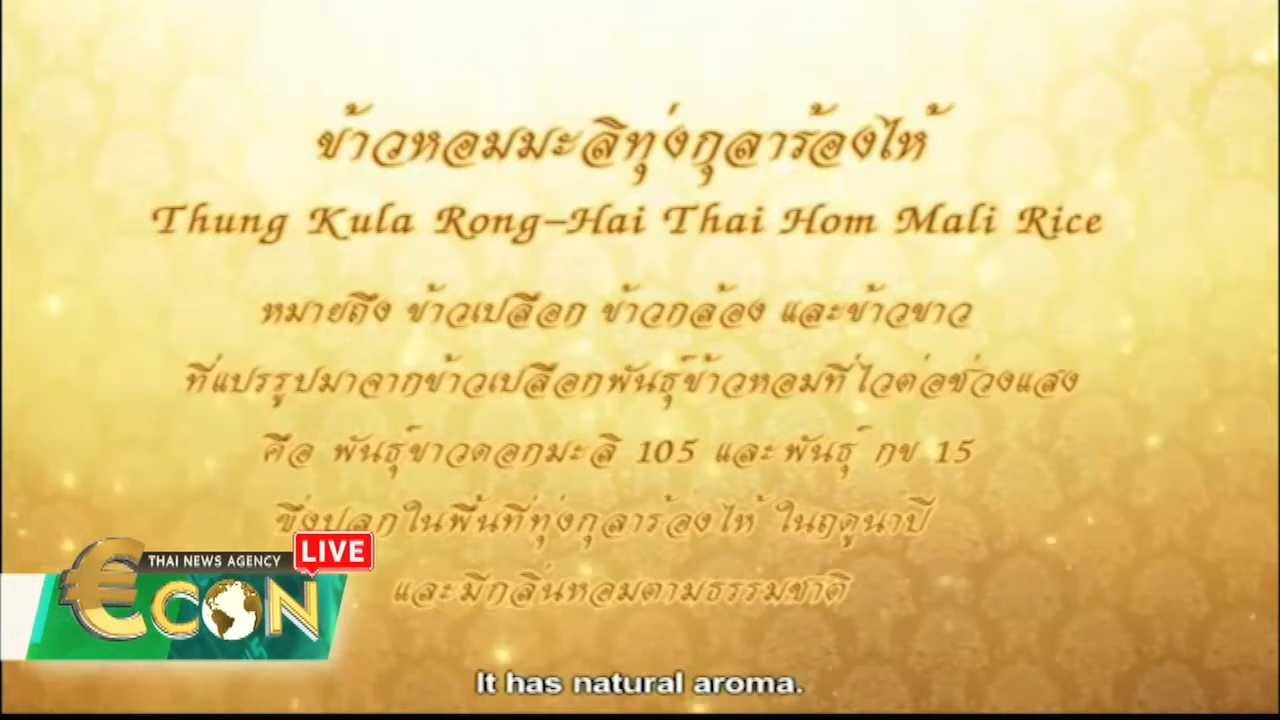 ข้าวหอมมะลิทุ่งกุลาร้องไห้
Thung Kula Rong-Hai Thai Hom Mali Rice
หมายถึง ข้าวเปลือก ข้าวกล้อง และข้าวขาว
ที่แปรรูปมาจากข้าวเปลือกพันธุ์ข้าวหอมที่ไวต่อช่วงแสง
คือ พันธุ์ขาวดอกมะลิ 105 และพันธุ์ กข 15
ซึ่งปลูกในพื้นที่ทุ่งกุลาร้องไห้ ในฤดูนาปี
และมีกลิ่นหอมตามธรรมชาติ
THAI NEWS AGENCY LIVE
€CON
It has natural aroma.